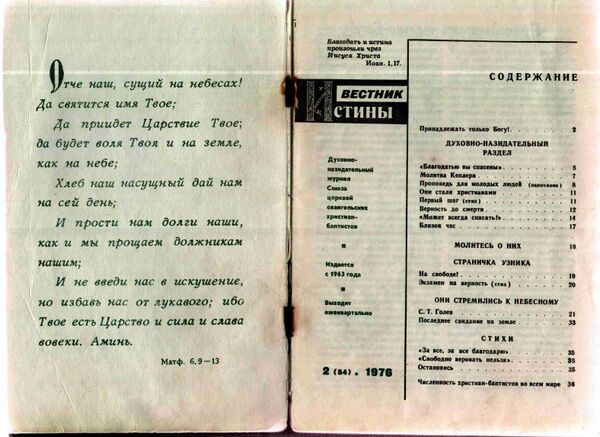 Отче наш, сущий на небесах!
Да святится имя Твое;
Да приидет Царствие Твое;
да будет воля Твоя и на земле,
как на небе;
Хлеб наш насущный дай нам
на сей день;
И прости нам долги наши,
как и мы прощаем должникам
нашим;
И не введи нас в искушение,
но избавь нас от лукавого; ибо
Твое есть Царство и сила и слава
вовеки. Аминь.
Матф. 6, 9—13
Благодать и истина
произошли чрез
Иисуса Христа
Иоан. 1,17.
ВЕСТНИК
ИСТИНЫ
Духовно-
назидательный
журнал
Союза
церквей
евангельских
христиан-
баптистов
Издается
с 1963 года
Выходит
ежеквартально
2 (54) . 1976
СОДЕРЖАНИЕ
Принадлежать только Богу! 2
ДУХОВНО-НАЗИДАТЕЛЬНЫЙ
РАЗДЕЛ
«Благодатью вы спасены» 5
Молитва Кеплера 7
Проповедь для молодых людей (окончание) 8
Они стали христианами 11
Первый шаг (стих) 11
Верность до смерти 12
«Может всегда спасать!» 14
Близок час 17
МОЛИТЕСЬ О НИХ 18
СТРАНИЧКА УЗНИКА
На свободе! 19
Экзамен на верность (стих) 20
ОНИ СТРЕМИЛИСЬ К НЕБЕСНОМУ
С. Т. Голев 21
Последнее свидание на земле 33
СТИХИ
«За все, за все благодарю» 35
«Свободно веровать нельзя» 35
Остановись 35
Численность христиан-баптистов во всем мире 36